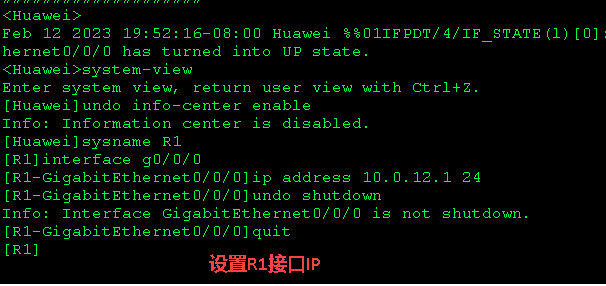 <Huawei>
Feb 12 2023 19:52:16-08:00 Huawei %%01IFPDT/4/IF_STATE(l)[0]:
hernet0/0/0 has turned into UP state.
<Huawei>system-view
Enter system view, return user view with Ctrl+Z.
[Huawei]undo info-center enable
Info: Information center is disabled.
[Huawei]sysname R1
[R1]interface g0/0/0
[R1-GigabitEthernet0/0/0]ip address 10.0.12.1 24
[R1-GigabitEthernet0/0/0]undo shutdown
Info: Interface GigabitEthernet0/0/0 is not shutdown.
[R1-GigabitEthernet0/0/0]quit
[R1]
设置R1接口IP